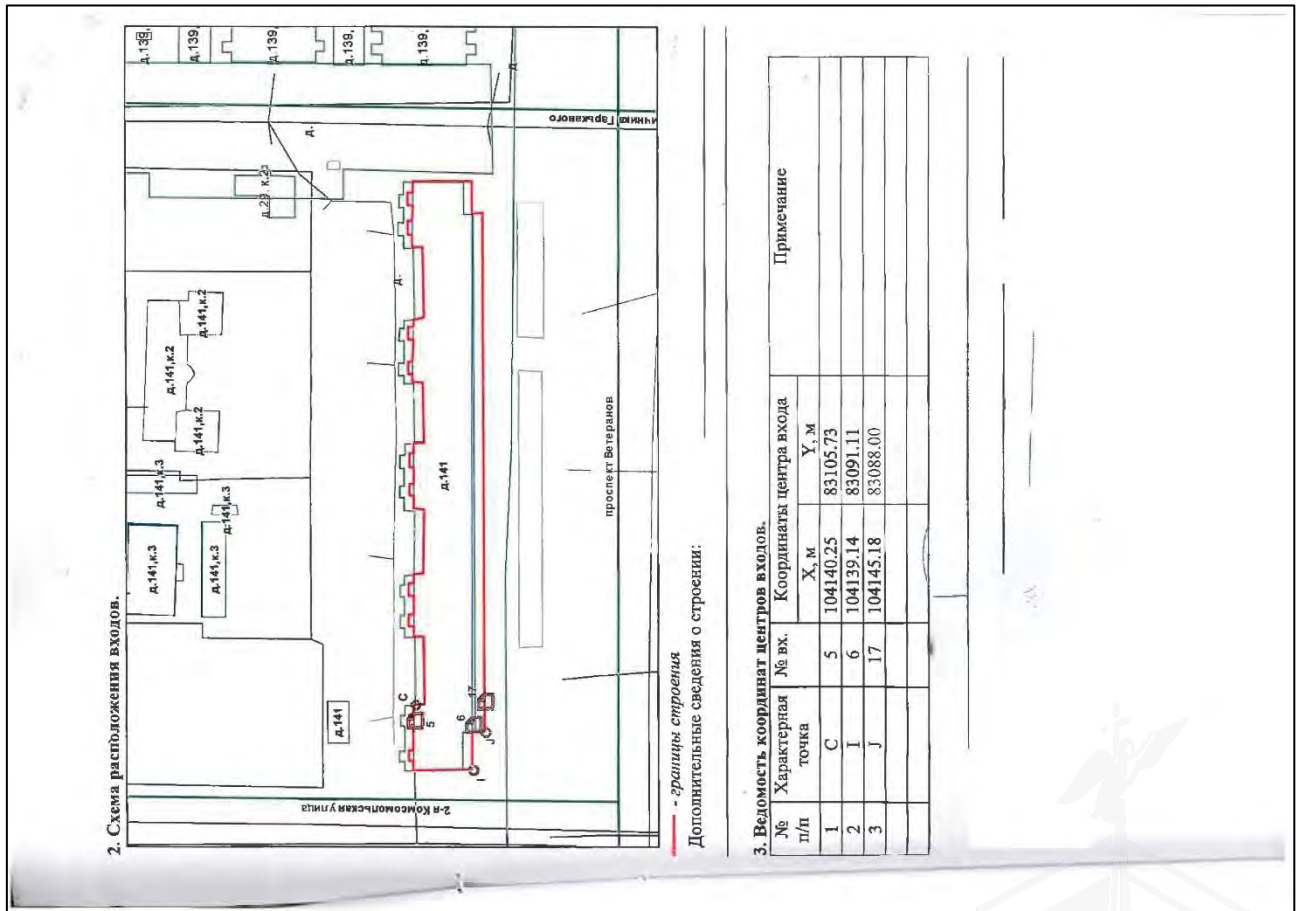 2. Схема расположения входов.
д.139,
д.139,
д.139,
д.139,
д.139,
д.141,к.3
д.141,к.3
д.141,к.3
д.141,к.3
д.141,к.2
д.141,к.2
д.141,к.2
д.29, к.2
д.
д.
д.
д.141
2-я Комсомольская улица
C
5
6
17
I
J
д.141
проспект Ветеранов
ичника Гарькавого
- границы строения
Дополнительные сведения о строении:
3. Ведомость координат центров входов.
№ п/п Характерная точка № вх. Координаты центра входа Примечание
X, м Y, м
1 C 5 104140.25 83105.73
2 I 6 104139.14 83091.11
3 J 17 104145.18 83088.00